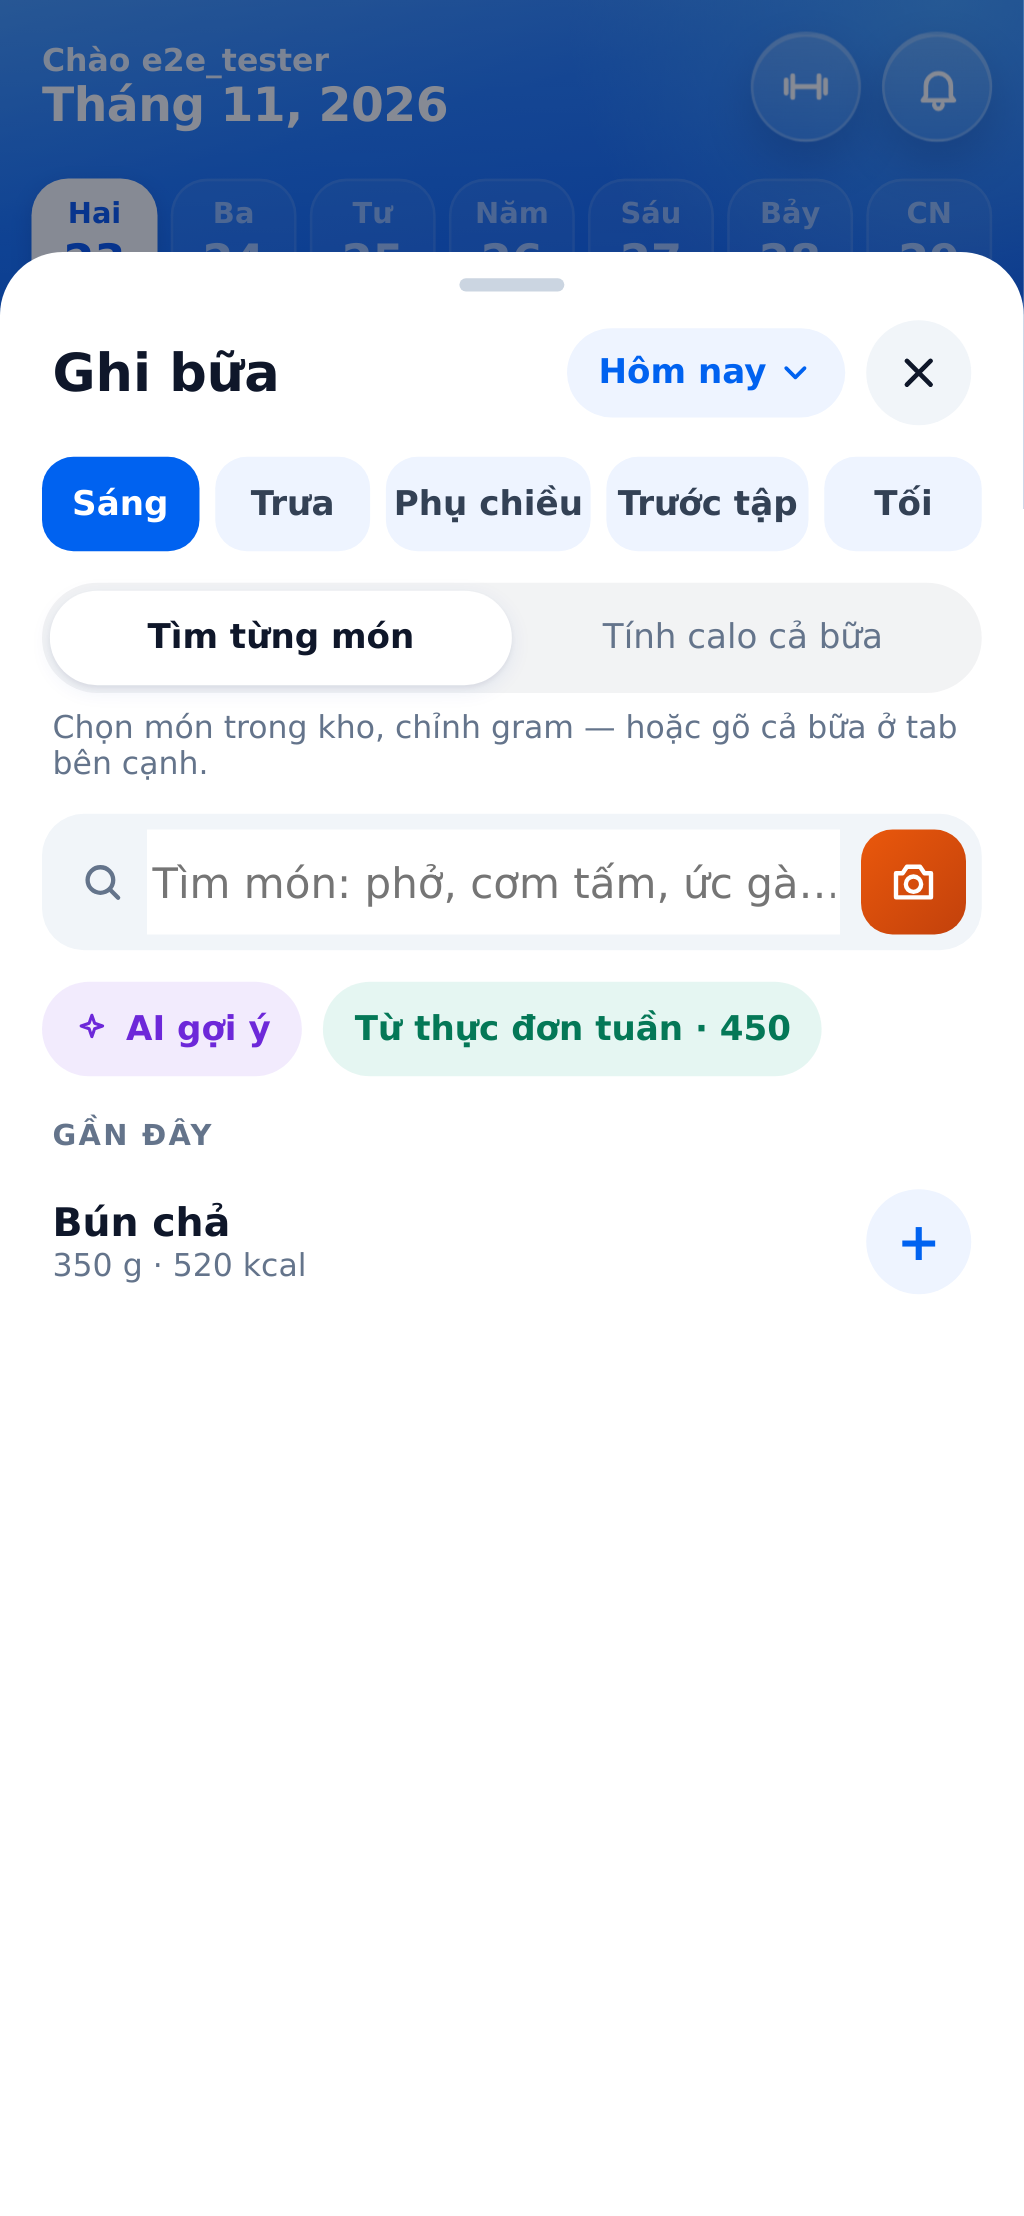 Chào e2e_tester
Tháng 11, 2026
Hai Ba Tư Năm Sáu Bảy CN
Ghi bữa
Hôm nay
Sáng Trưa Phụ chiều Trước tập Tối
Tìm từng món Tính calo cả bữa
Chọn món trong kho, chỉnh gram — hoặc gõ cả bữa ở tab
bên cạnh.
Tìm món: phở, cơm tấm, ức gà...
AI gợi ý Từ thực đơn tuần · 450
GẦN ĐÂY
Bún chả
350 g · 520 kcal